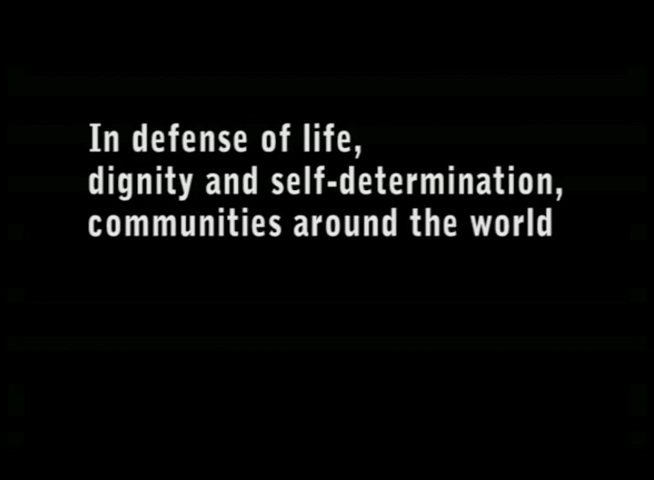 In defense of life,
dignity and self-determination,
communities around the world